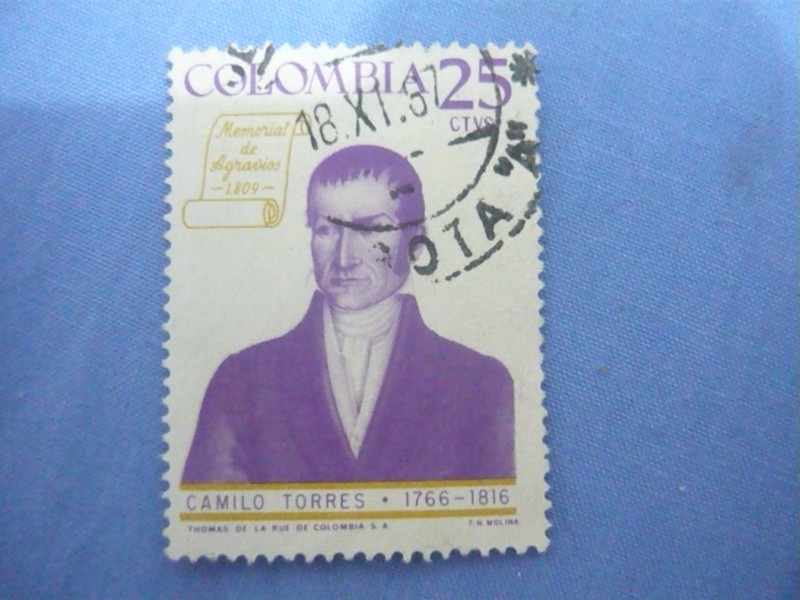 COLOMBIA 25
CTVS
Memorial
de
Agravios
-1809-
18.XI.67
OTA "A" *
CAMILO TORRES • 1766-1816
THOMAS DE LA RUE DE COLOMBIA S. A T. N. MOLINA